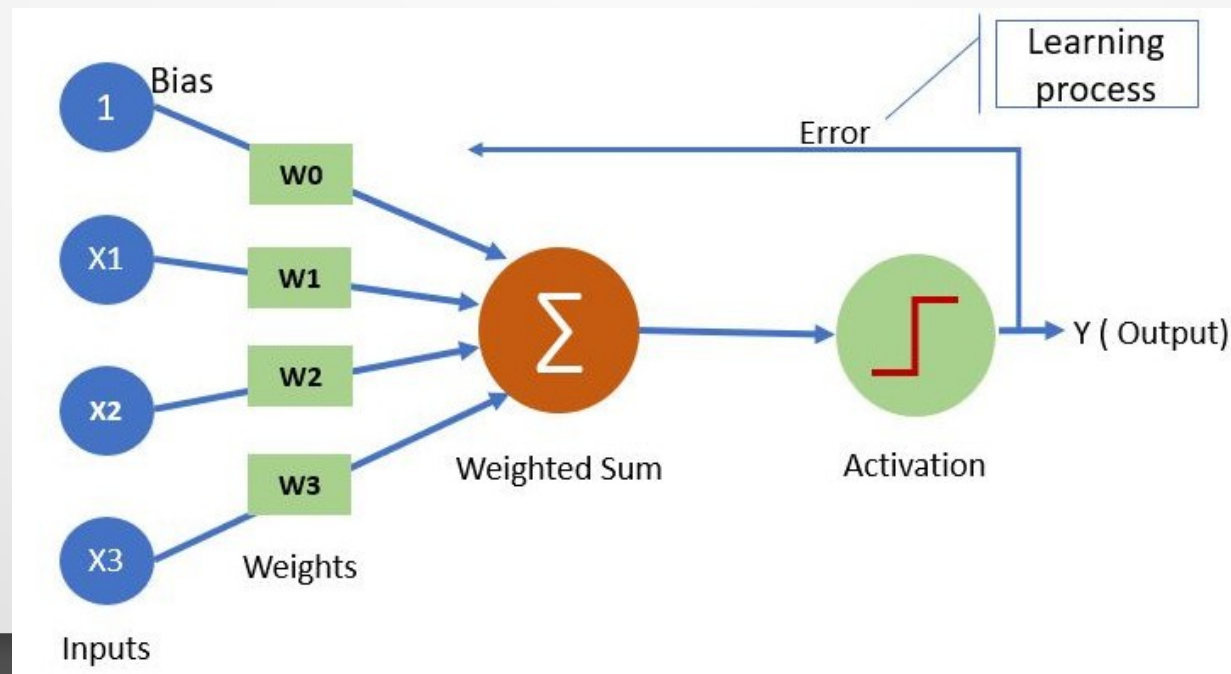 Learning
process
Bias
1
Error
W0
X1
W1
Σ
Y ( Output)
W2
X2
Weighted Sum
Activation
W3
X3
Weights
Inputs